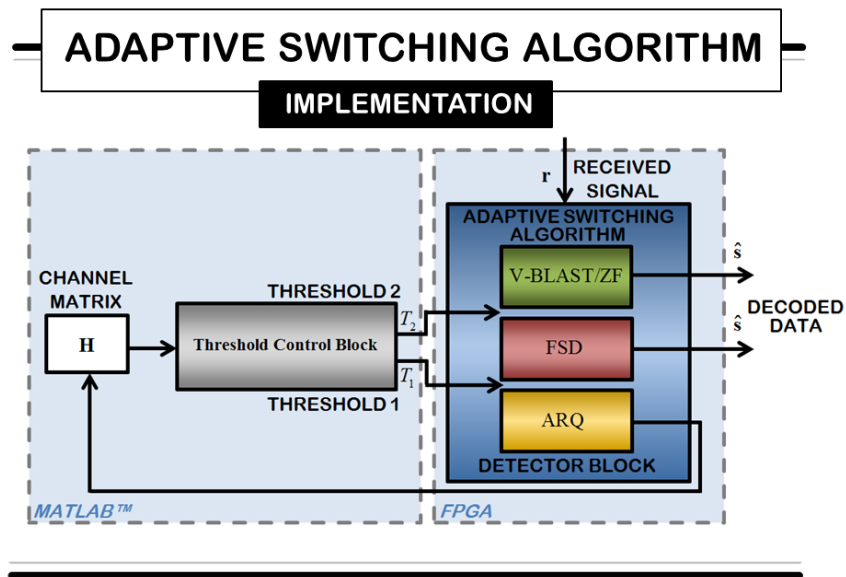 ADAPTIVE SWITCHING ALGORITHM
IMPLEMENTATION
r
RECEIVED
SIGNAL
ADAPTIVE SWITCHING
ALGORITHM
CHANNEL
MATRIX
H
THRESHOLD 2
Threshold Control Block
THRESHOLD 1
T₂
T₁
V-BLAST/ZF
FSD
ARQ
DETECTOR BLOCK
ŝ
ŝ
DECODED
DATA
MATLAB™
FPGA